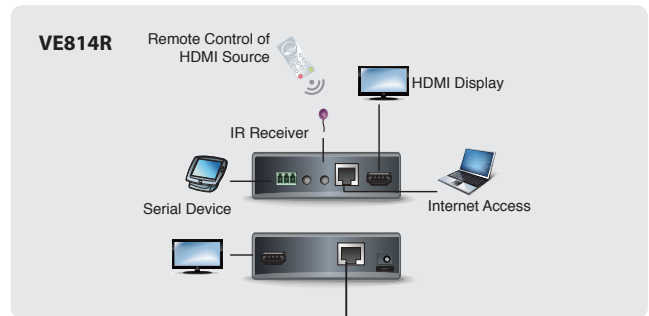 VE814R
Remote Control of
HDMI Source
HDMI Display
IR Receiver
Serial Device
Internet Access